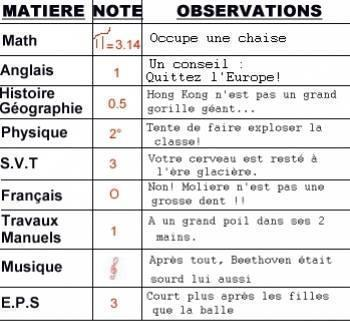 MATIERE NOTE OBSERVATIONS
Math π=3.14 Occupe une chaise
Anglais 1 Un conseil :
Quittez l'Europe!
Histoire
Géographie 0.5 Hong Kong n'est pas un grand
gorille géant...
Physique 2° Tente de faire exploser la
classe!
S.V.T 3 Votre cerveau est resté à
l'ère glacière.
Français O Non! Moliere n'est pas une
grosse dent !!
Travaux
Manuels 1 A un grand poil dans ses 2
mains.
Musique Après tout, Beethoven était
sourd lui aussi
E.P.S 3 Court plus après les filles
que la balle